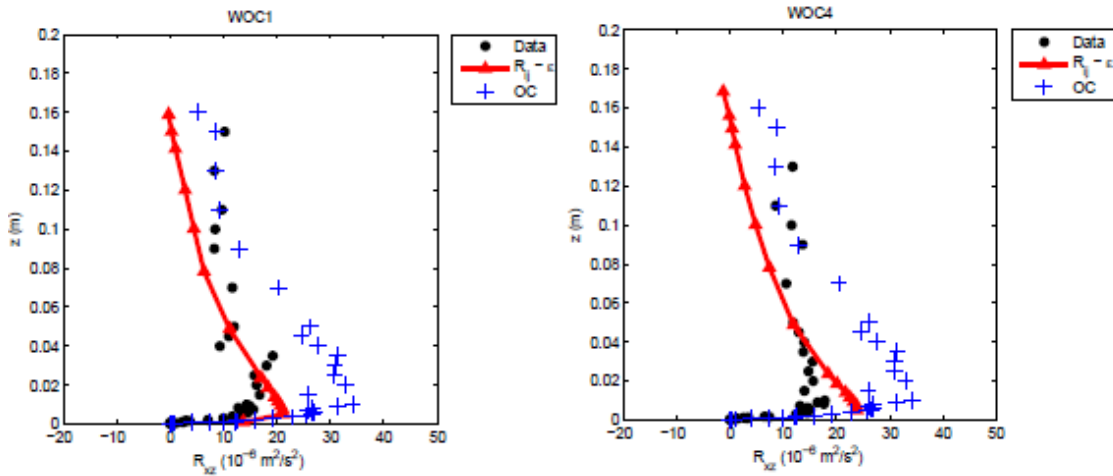 WOC1
0.2
0.18
0.16
0.14
0.12
0.1
0.08
0.06
0.04
0.02
0
z (m)
−20 −10 0 10 20 30 40 50
R_xz (10^−6 m^2/s^2)
Data
R_ij − ε
OC
WOC4
0.2
0.18
0.16
0.14
0.12
0.1
0.08
0.06
0.04
0.02
0
z (m)
−20 −10 0 10 20 30 40 50
R_xz (10^−6 m^2/s^2)
Data
R_ij − ε
OC